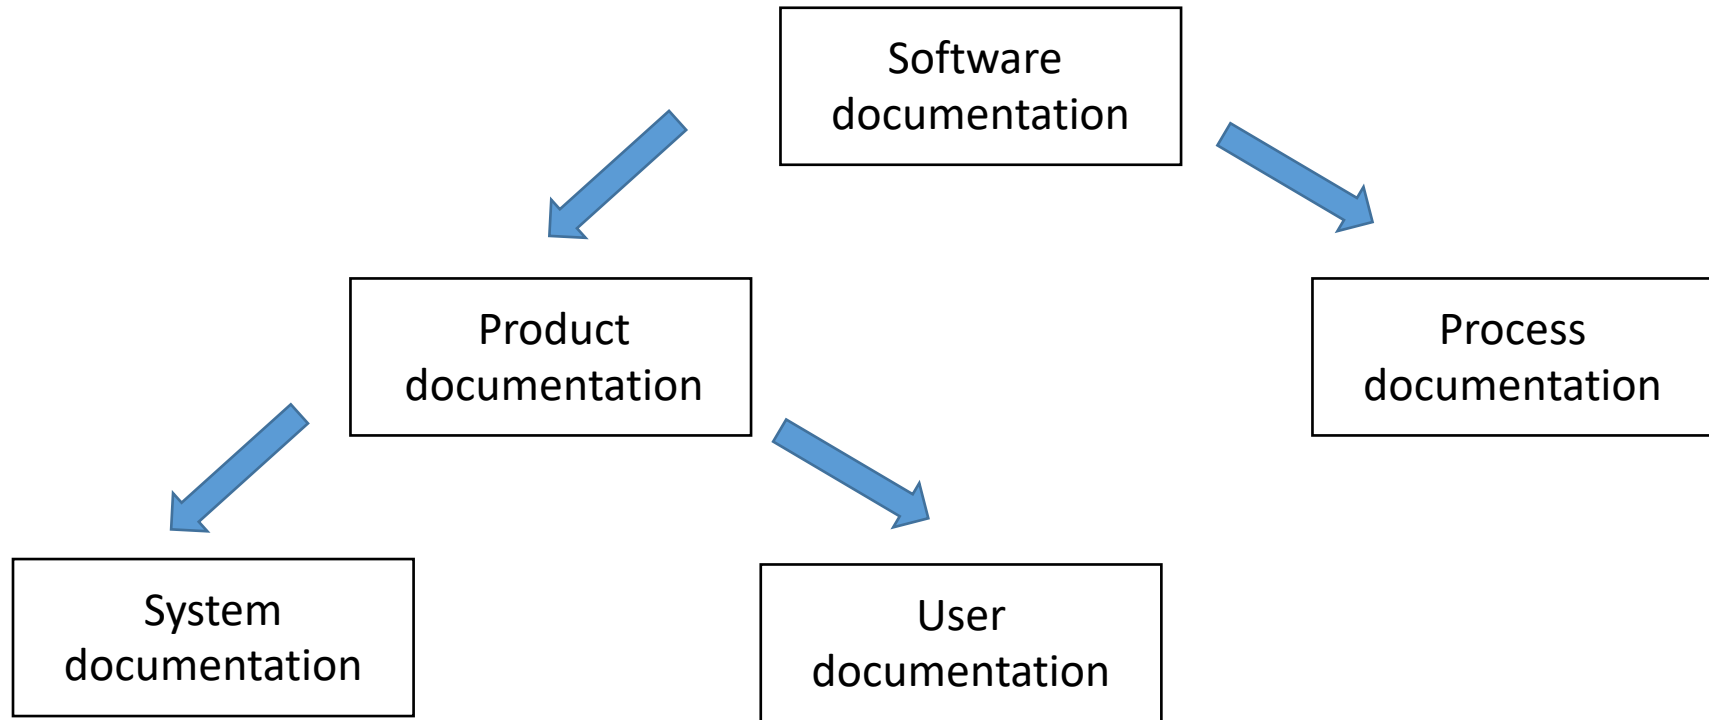 Software
documentation
Product
documentation
Process
documentation
System
documentation
User
documentation